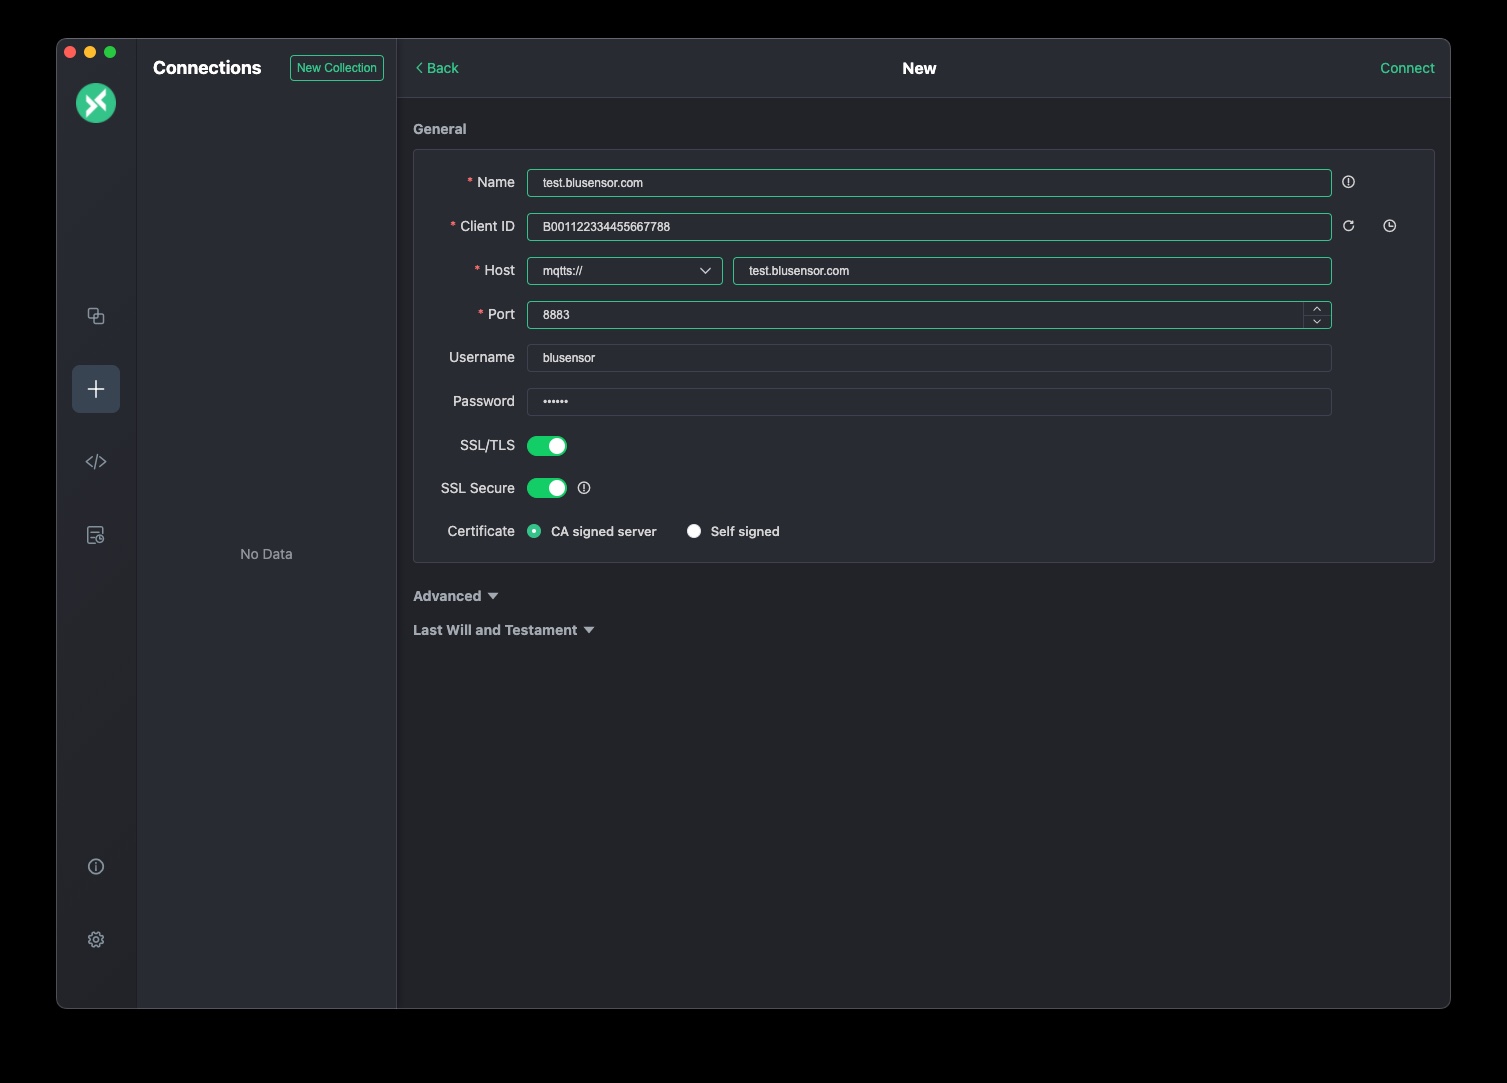 Connections
New Collection
Back
New
Connect
General
* Name
test.blusensor.com
* Client ID
B001122334455667788
* Host
mqtts://
test.blusensor.com
* Port
8883
Username
blusensor
Password
••••••
SSL/TLS
SSL Secure
Certificate
CA signed server
Self signed
No Data
Advanced
Last Will and Testament